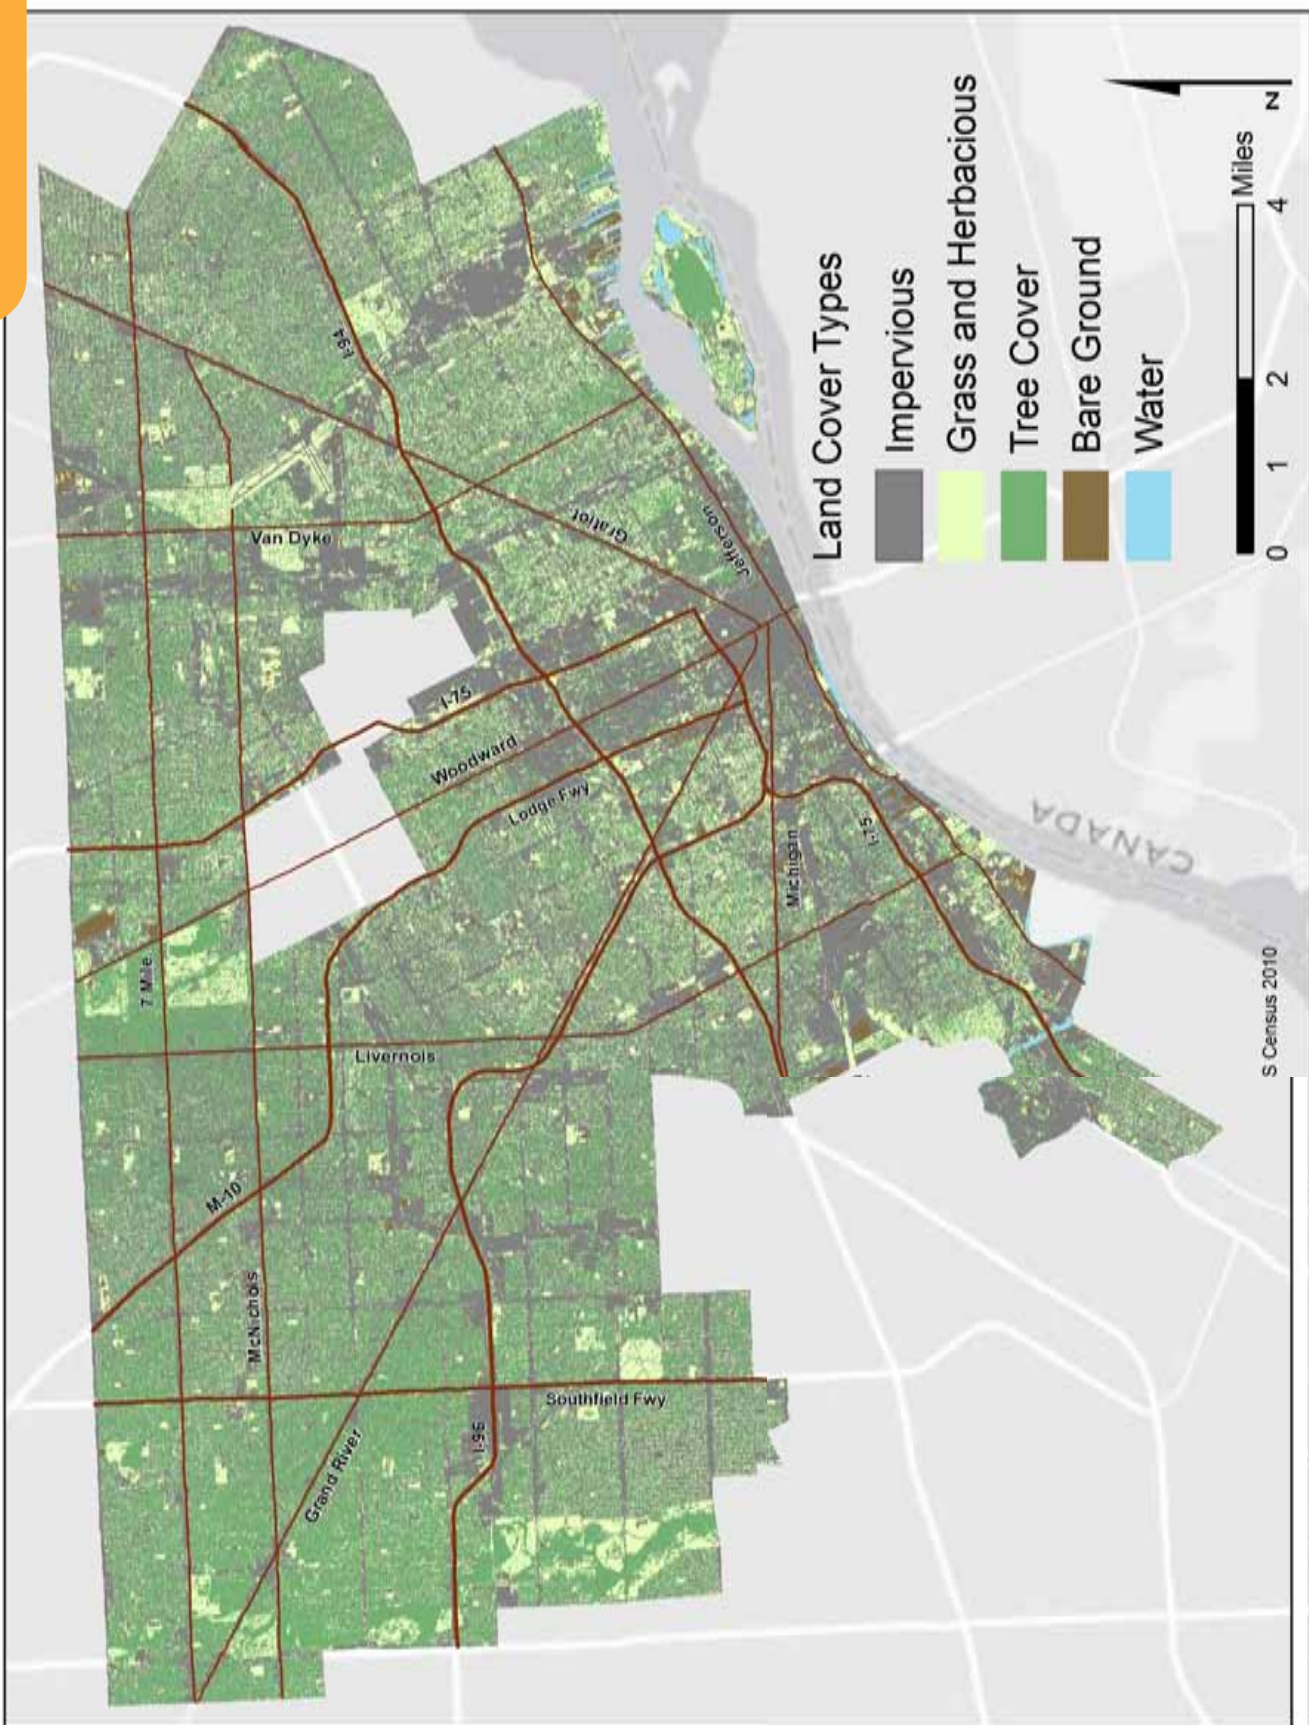 I-94
Van Dyke
Gratiot
Jefferson
I-75
Woodward
Lodge Fwy
7 Mile
Michigan
I-75
Livernois
M-10
McNichols
Southfield Fwy
I-96
Grand River
CANADA
Land Cover Types
Impervious
Grass and Herbacious
Tree Cover
Bare Ground
Water
N
0 1 2 4
Miles
S Census 2010